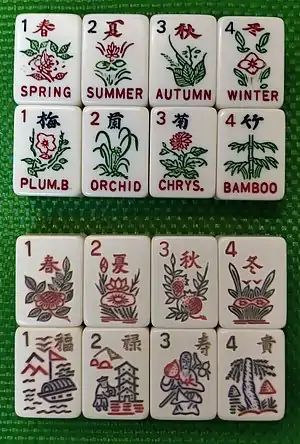 1 春 2 夏 3 秋 4 冬
SPRING SUMMER AUTUMN WINTER
1 梅 2 蘭 3 菊 4 竹
PLUM.B. ORCHID CHRYS. BAMBOO
1 春 2 夏 3 秋 4 冬
1 福 2 禄 3 寿 4 貴